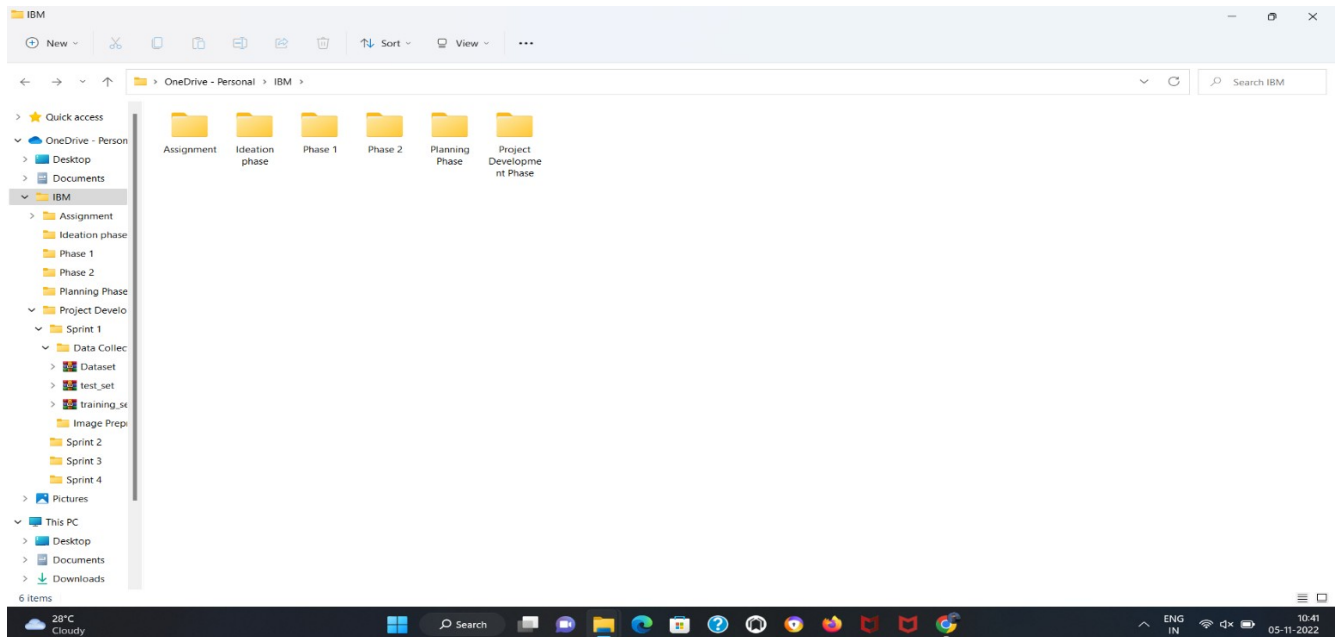 IBM
New
Sort
View
OneDrive - Personal > IBM >
Search IBM
Quick access
OneDrive - Person
Desktop
Documents
IBM
Assignment
Ideation phase
Phase 1
Phase 2
Planning Phase
Project Develo
Sprint 1
Data Collec
Dataset
test_set
training_se
Image Prep
Sprint 2
Sprint 3
Sprint 4
Pictures
This PC
Desktop
Documents
Downloads
Assignment
Ideation
phase
Phase 1
Phase 2
Planning
Phase
Project
Developme
nt Phase
6 items
28°C
Cloudy
Search
ENG
IN
10:41
05-11-2022